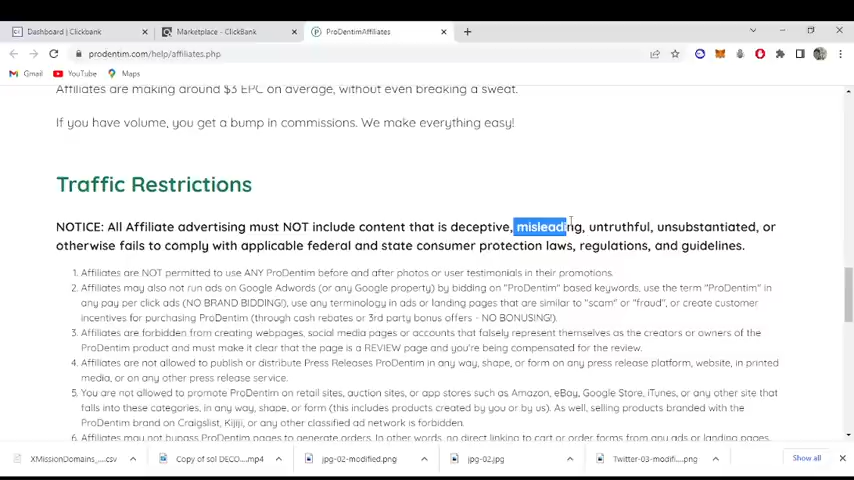 Dashboard | Clickbank
Marketplace - ClickBank
ProDentimAffiliates
prodentim.com/help/affiliates.php
Gmail
YouTube
Maps
Affiliates are making around $3 EPC on average, without even breaking a sweat.
If you have volume, you get a bump in commissions. We make everything easy!
Traffic Restrictions
NOTICE: All Affiliate advertising must NOT include content that is deceptive, misleading, untruthful, unsubstantiated, or
otherwise fails to comply with applicable federal and state consumer protection laws, regulations, and guidelines.
1. Affiliates are NOT permitted to use ANY ProDentim before and after photos or user testimonials in their promotions.
2. Affiliates may also not run ads on Google Adwords (or any Google property) by bidding on "ProDentim" based keywords, use the term "ProDentim" in
any pay per click ads (NO BRAND BIDDING!), use any terminology in ads or landing pages that are similar to "scam" or "fraud", or create customer
incentives for purchasing ProDentim (through cash rebates or 3rd party bonus offers - NO BONUSING!).
3. Affiliates are forbidden from creating webpages, social media pages or accounts that falsely represent themselves as the creators or owners of the
ProDentim product and must make it clear that the page is a REVIEW page and you're being compensated for the review.
4. Affiliates are not allowed to publish or distribute Press Releases ProDentim in any way, shape, or form on any press release platform, website, in printed
media, or on any other press release service.
5. You are not allowed to promote ProDentim on retail sites, auction sites, or app stores such as Amazon, eBay, Google Store, iTunes, or any other site that
falls into these categories, in any way, shape, or form (this includes products created by you or by us). As well, selling products branded with the
ProDentim brand on Craigslist, Kijiji, or any other classified ad network is forbidden.
6. Affiliates may not bypass ProDentim pages to generate orders. In other words, no direct linking to cart or order forms from any ads or landing pages.
XMissionDomains_....csv
Copy of sol DECO....mp4
jpg-02-modified.png
jpg-02.jpg
Twitter-03-modifi....png
Show all